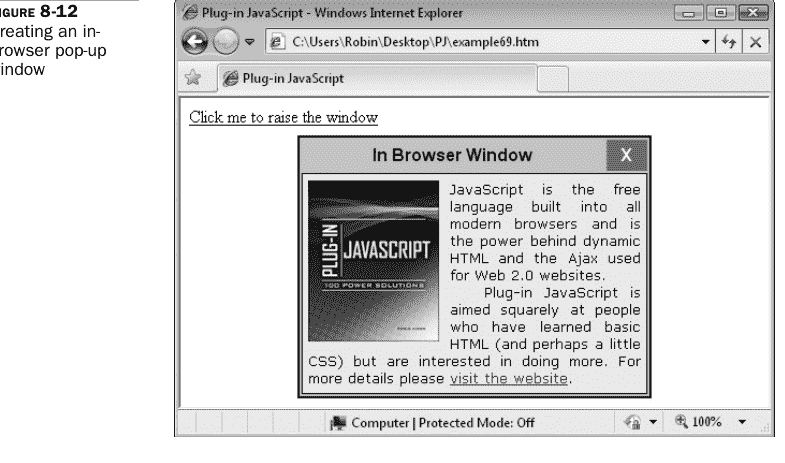 IGURE 8-12
reating an in-
rowser pop-up
indow
Plug-in JavaScript - Windows Internet Explorer
C:\Users\Robin\Desktop\PJ\example69.htm
Plug-in JavaScript
Click me to raise the window
In Browser Window
X
PLUG-IN
JAVASCRIPT
100 POWER SOLUTIONS
JavaScript is the free
language built into all
modern browsers and is
the power behind dynamic
HTML and the Ajax used
for Web 2.0 websites.
Plug-in JavaScript is
aimed squarely at people
who have learned basic
HTML (and perhaps a little
CSS) but are interested in doing more. For
more details please visit the website.
Computer | Protected Mode: Off
100%